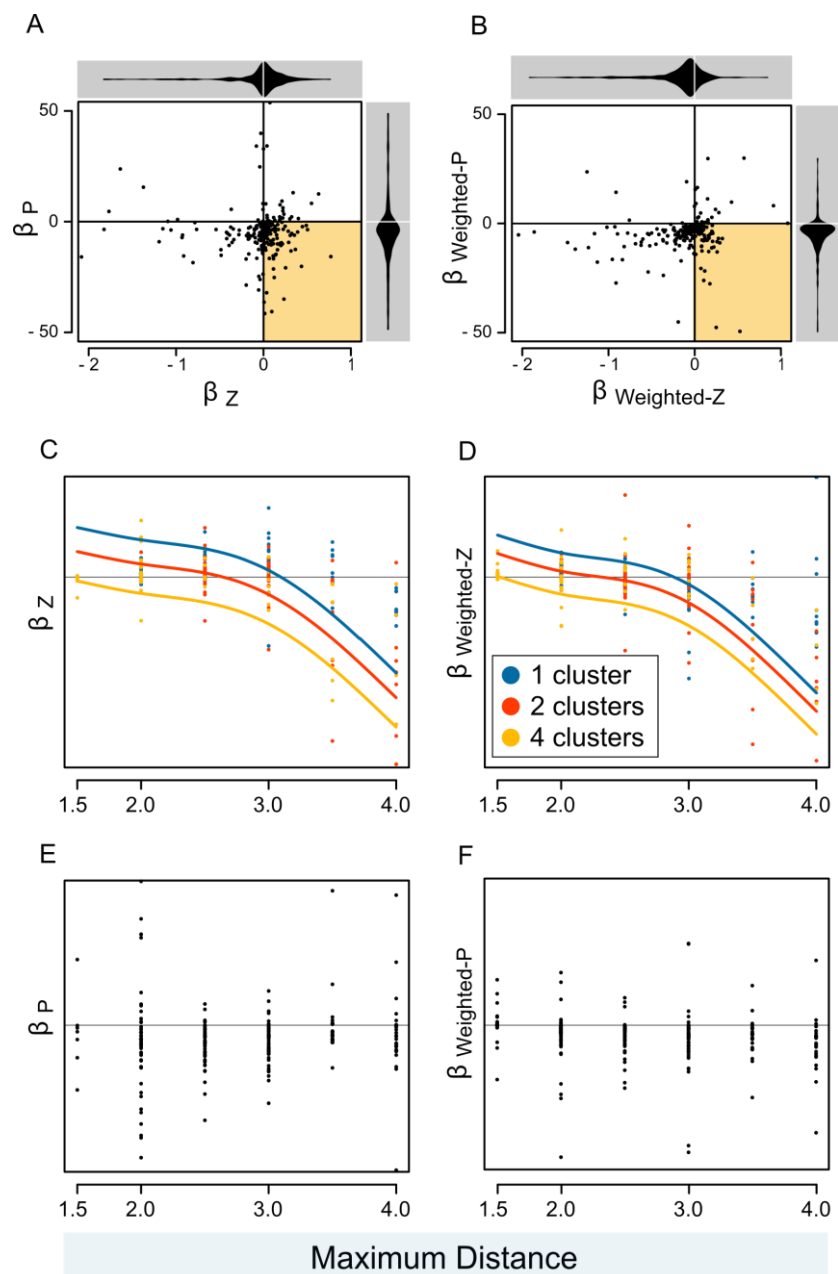 A
B
50
0
- 50
β P
- 2
- 1
0
1
β Z
50
0
- 50
β Weighted-P
- 2
- 1
0
1
β Weighted-Z
C
D
β Z
1.5
2.0
3.0
4.0
β Weighted-Z
1 cluster
2 clusters
4 clusters
1.5
2.0
3.0
4.0
E
F
β P
1.5
2.0
3.0
4.0
β Weighted-P
1.5
2.0
3.0
4.0
Maximum Distance